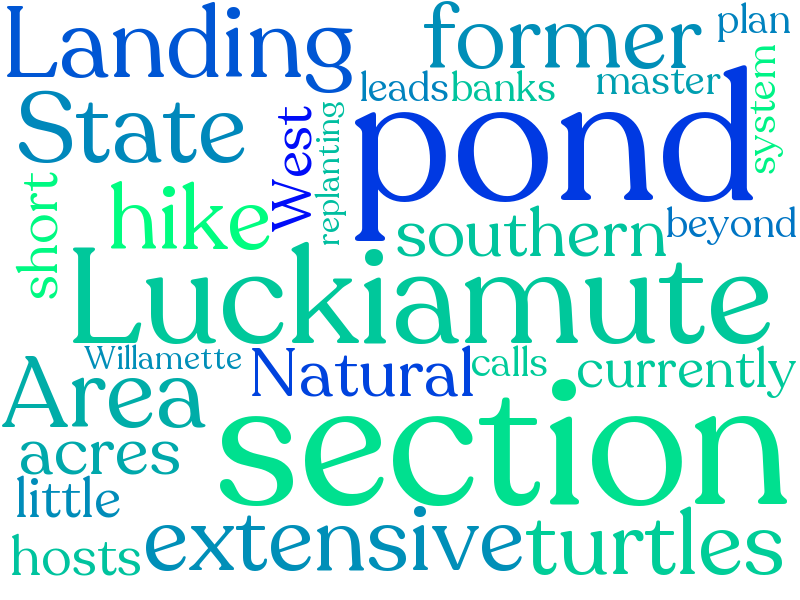 Landing
former
plan
State
leads
banks
master
system
West
replanting
pond
short
hike
southern
beyond
Luckiamute
Willamette
Area
Natural
calls
currently
acres
section
little
hosts
extensive
turtles